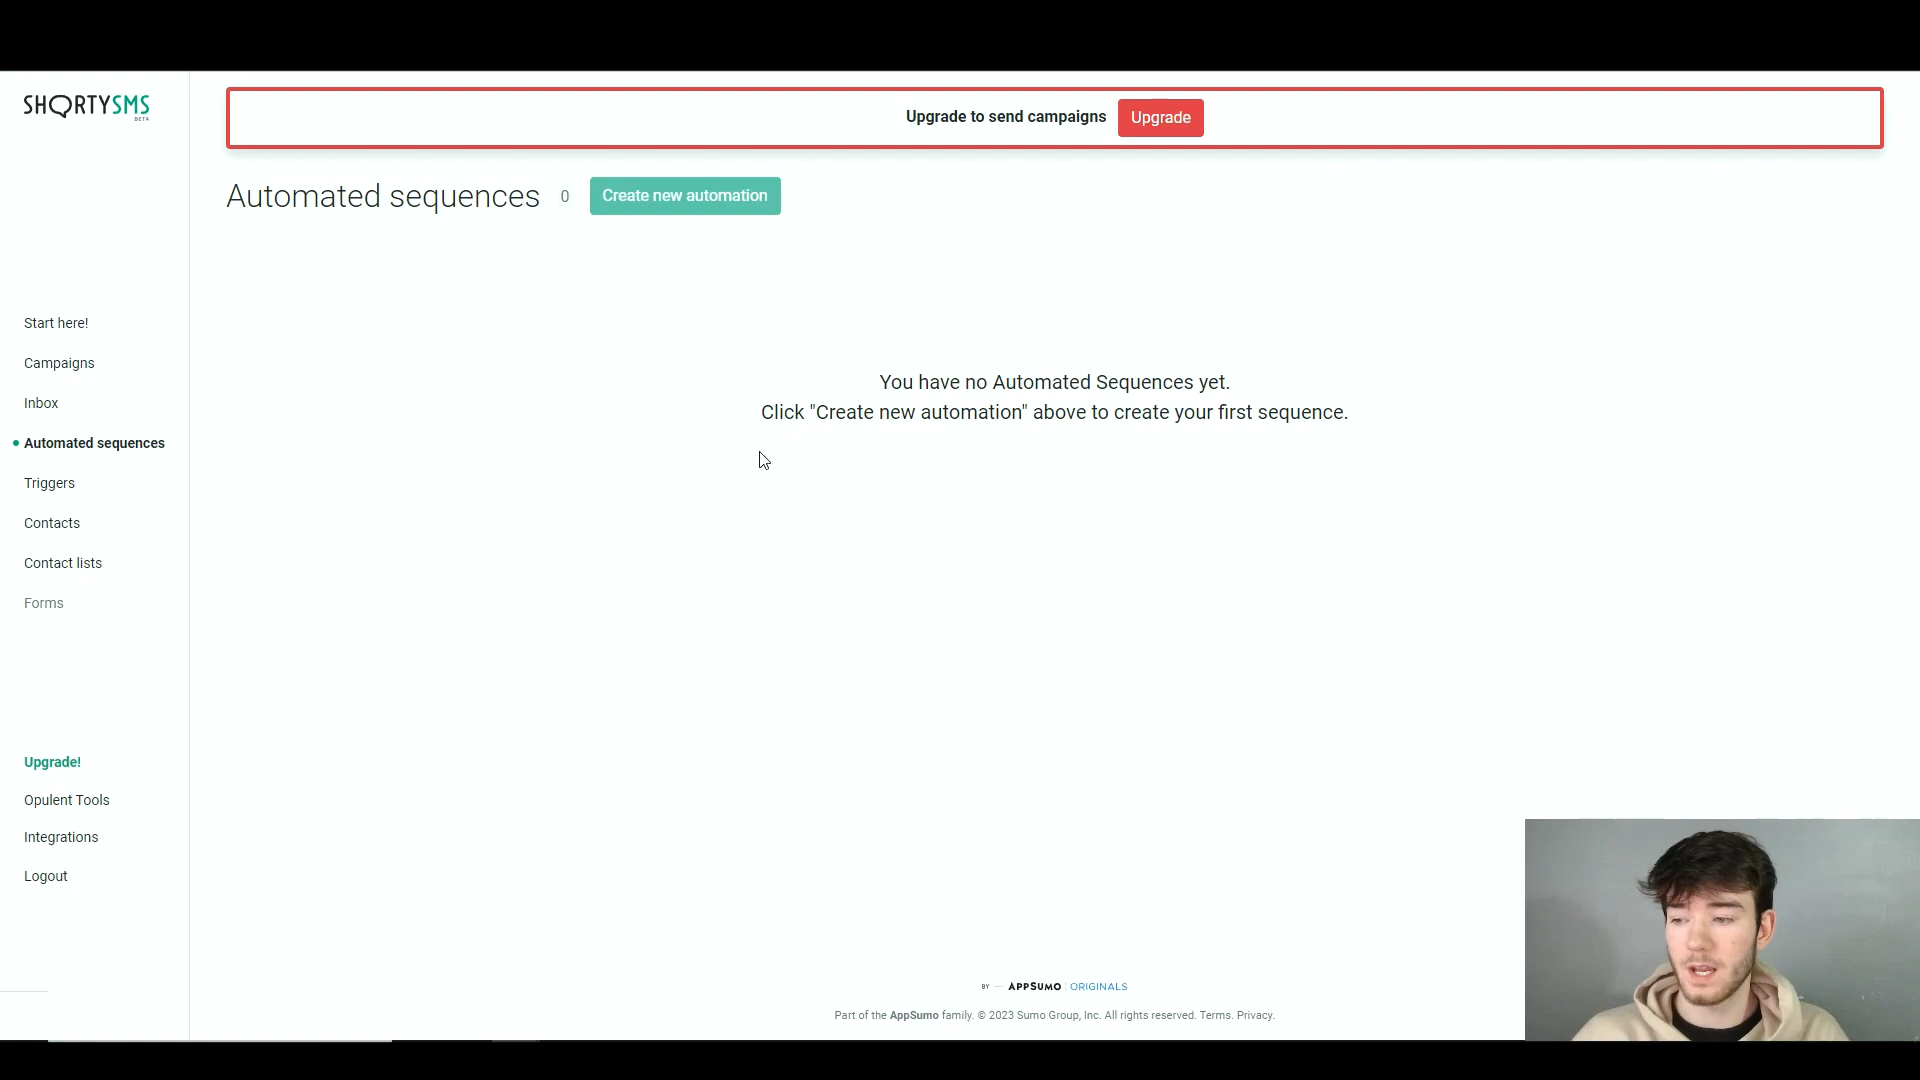 SHORTYSMS
BETA
Upgrade to send campaigns Upgrade
Automated sequences 0 Create new automation
Start here!
Campaigns
Inbox
Automated sequences
Triggers
Contacts
Contact lists
Forms
You have no Automated Sequences yet.
Click "Create new automation" above to create your first sequence.
Upgrade!
Opulent Tools
Integrations
Logout
BY — APPSUMO | ORIGINALS
Part of the AppSumo family. © 2023 Sumo Group, Inc. All rights reserved. Terms. Privacy.